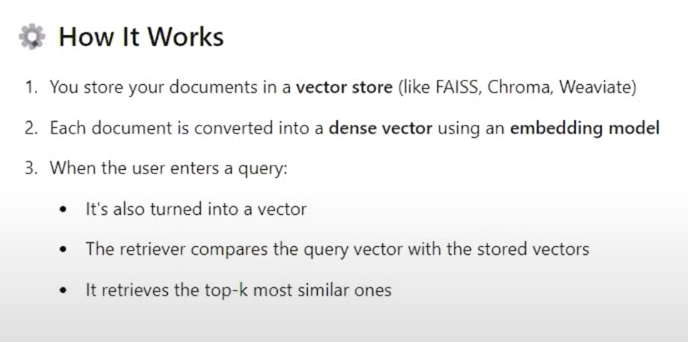 How It Works
1. You store your documents in a vector store (like FAISS, Chroma, Weaviate)
2. Each document is converted into a dense vector using an embedding model
3. When the user enters a query:
• It's also turned into a vector
• The retriever compares the query vector with the stored vectors
• It retrieves the top-k most similar ones